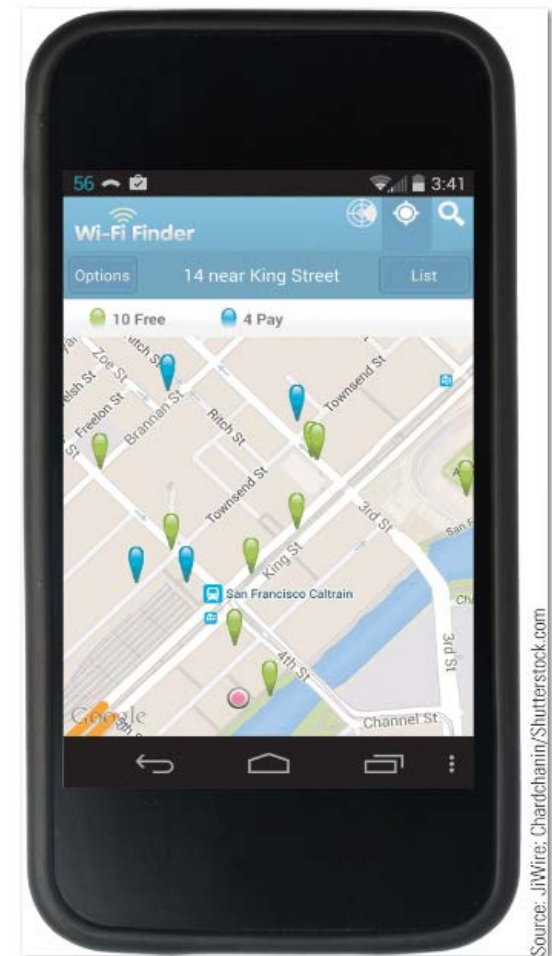 56 3:41
Wi-Fi Finder
Options 14 near King Street List
10 Free 4 Pay
Zoe St
Ritch St
Freelon St
Brannan St
Ritch St
Townsend St
Townsend St
3rd St
King St
San Francisco Caltrain
4th St
3rd St
Channel St
Google
Source: JiWire; Chardchanin/Shutterstock.com